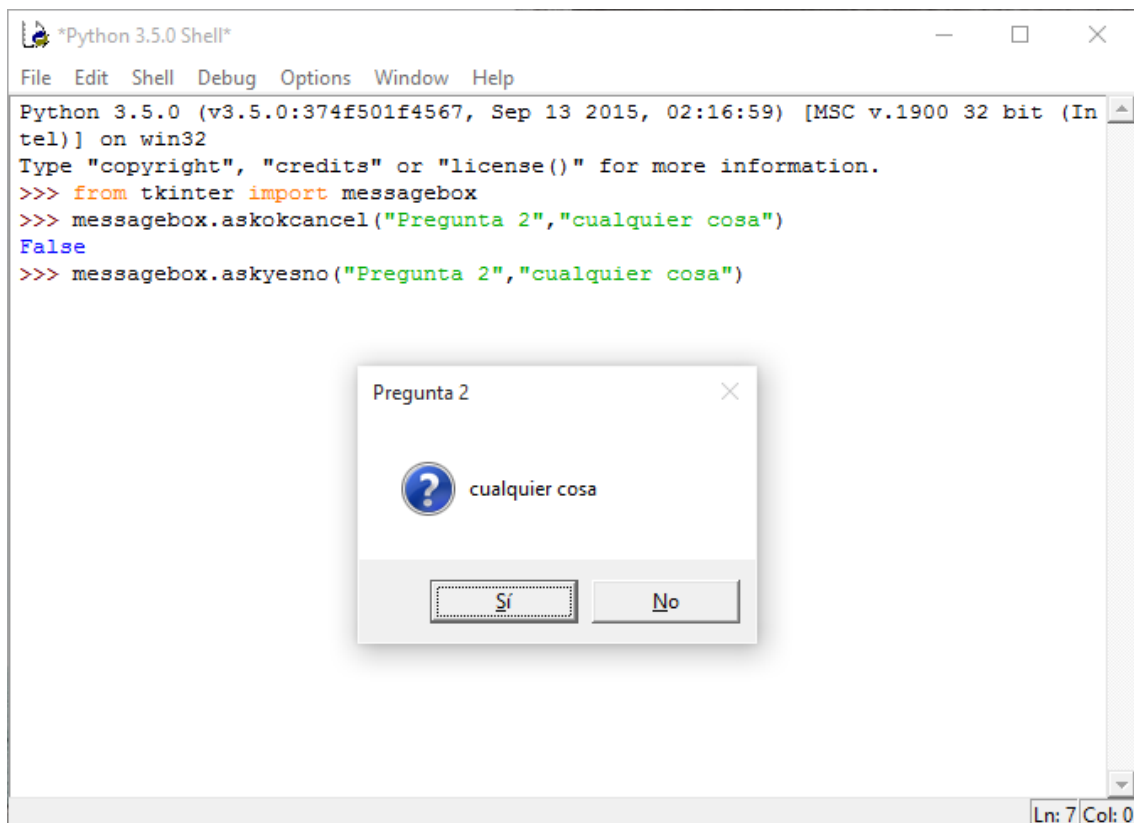 *Python 3.5.0 Shell*
File Edit Shell Debug Options Window Help
Python 3.5.0 (v3.5.0:374f501f4567, Sep 13 2015, 02:16:59) [MSC v.1900 32 bit (In
tel)] on win32
Type "copyright", "credits" or "license()" for more information.
>>> from tkinter import messagebox
>>> messagebox.askokcancel("Pregunta 2","cualquier cosa")
False
>>> messagebox.askyesno("Pregunta 2","cualquier cosa")
Pregunta 2
cualquier cosa
Sí No
Ln: 7 Col: 0